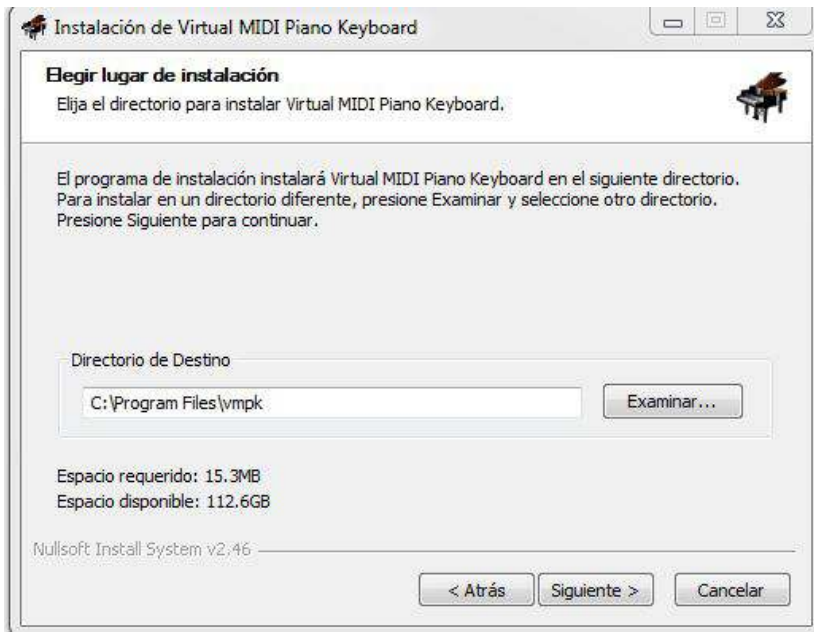 Instalación de Virtual MIDI Piano Keyboard
Elegir lugar de instalación
Elija el directorio para instalar Virtual MIDI Piano Keyboard.
El programa de instalación instalará Virtual MIDI Piano Keyboard en el siguiente directorio.
Para instalar en un directorio diferente, presione Examinar y seleccione otro directorio.
Presione Siguiente para continuar.
Directorio de Destino
C:\Program Files\vmpk
Examinar...
Espacio requerido: 15.3MB
Espacio disponible: 112.6GB
Nullsoft Install System v2.46
< Atrás Siguiente > Cancelar